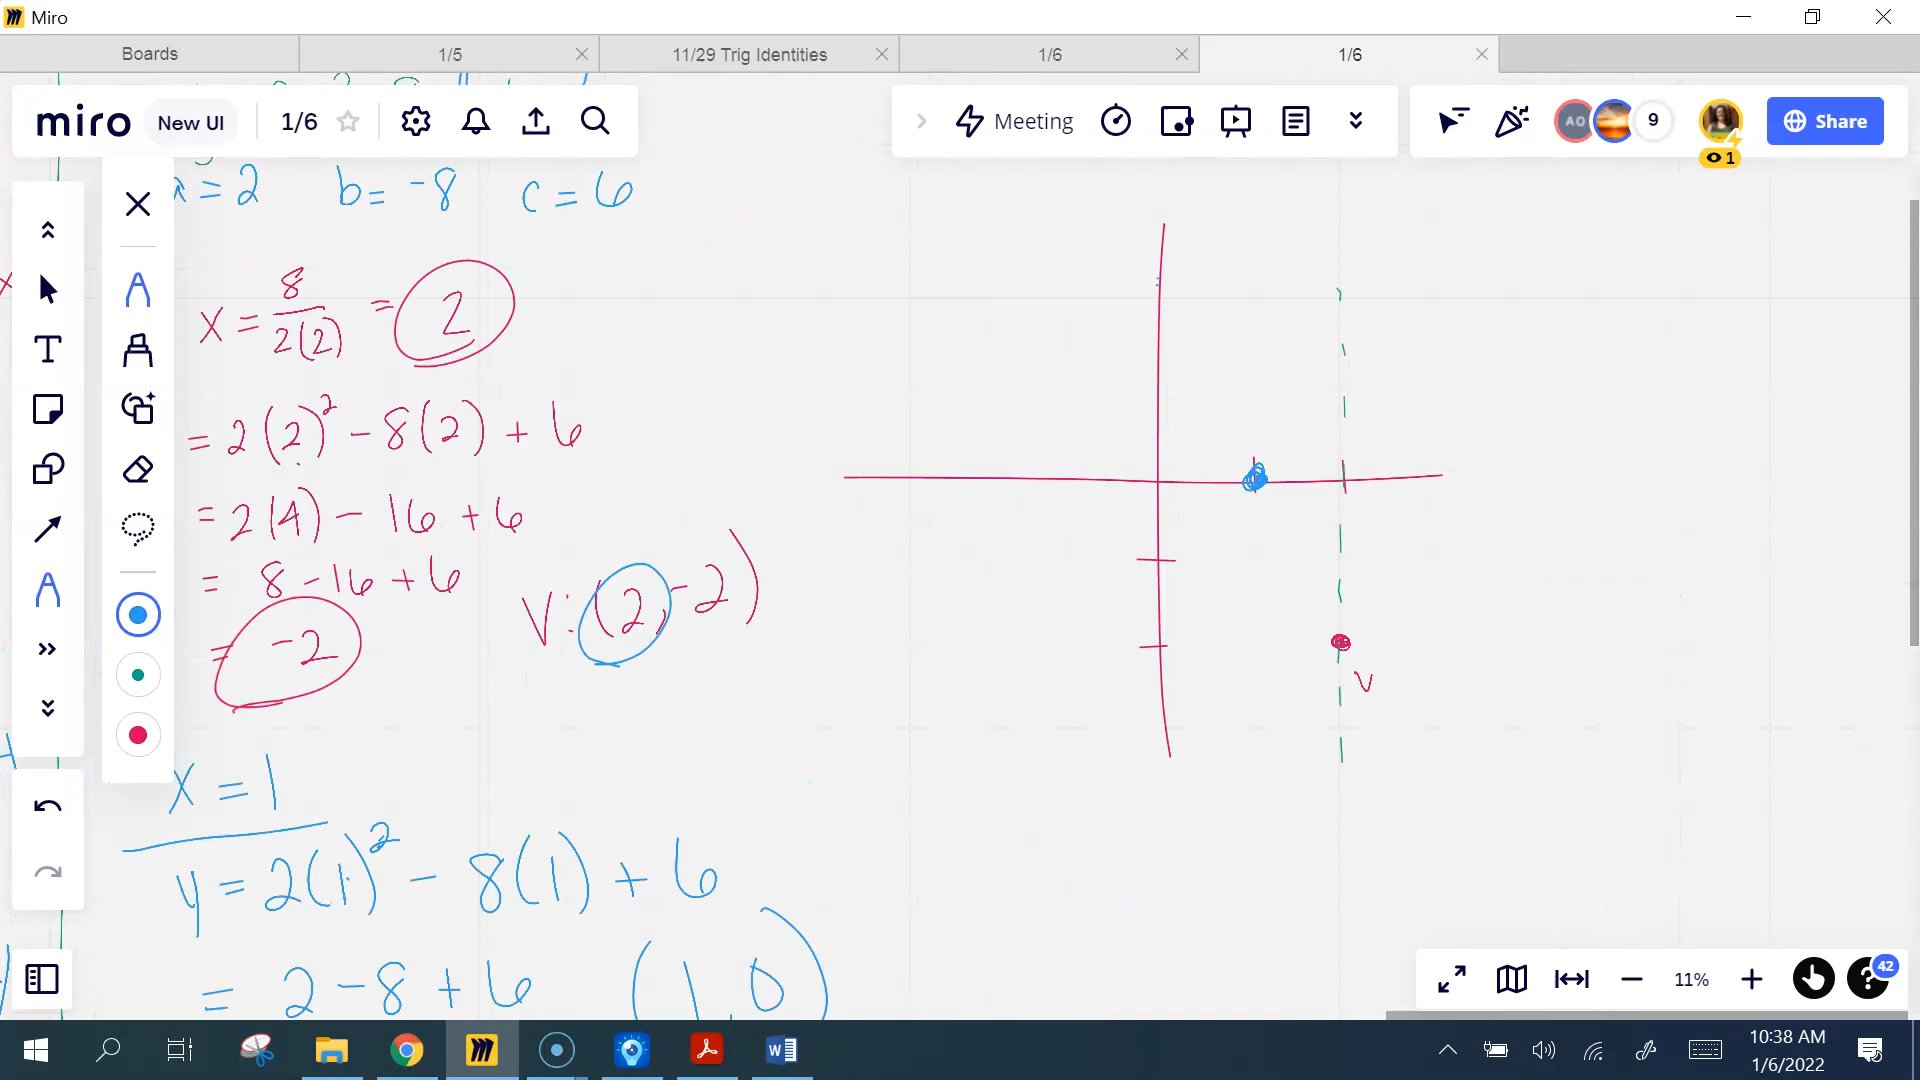 Miro
Boards 1/5 11/29 Trig Identities 1/6 1/6
miro New UI 1/6 Meeting AO 9 Share
1
a = 2 b = -8 c = 6
x = 8/2(2) = 2
= 2(2)² - 8(2) + 6
= 2(4) - 16 + 6
= 8 - 16 + 6
V: (2, -2)
= -2
V
x = 1
y = 2(1)² - 8(1) + 6
= 2 - 8 + 6 (1, 0)
11% 42
10:38 AM
1/6/2022